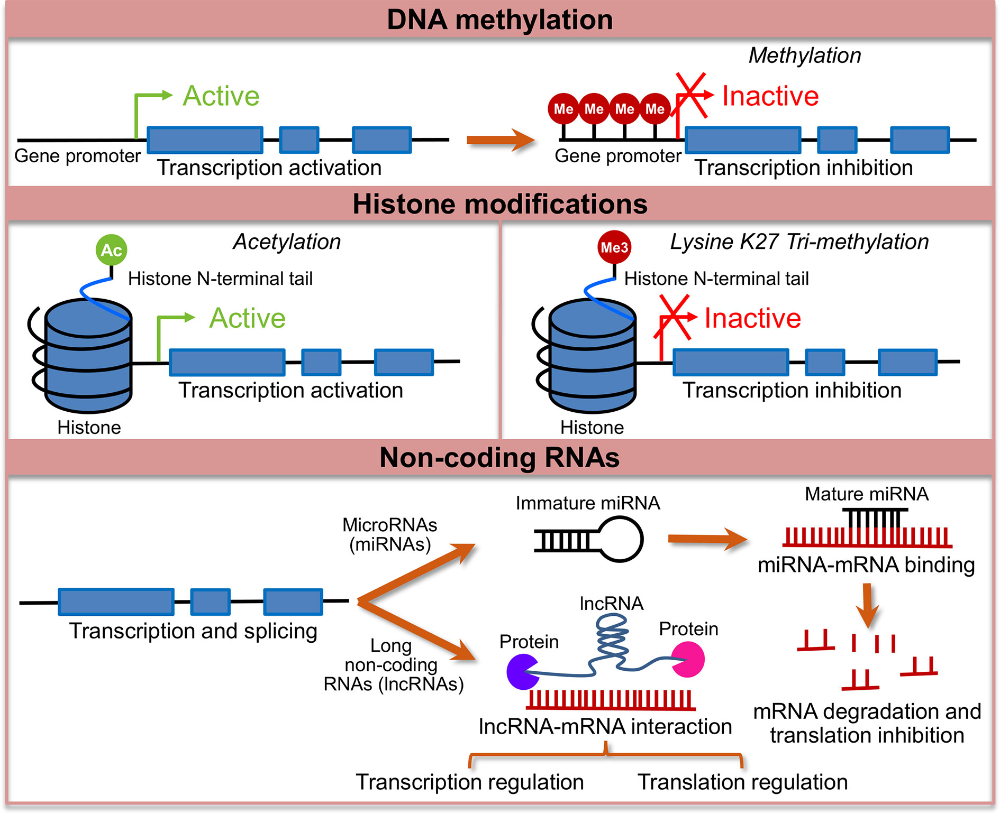 DNA methylation
Methylation
Active
Me Me Me Me
Inactive
Gene promoter
Transcription activation
Gene promoter
Transcription inhibition
Histone modifications
Ac
Acetylation
Histone N-terminal tail
Active
Transcription activation
Histone
Me3
Lysine K27 Tri-methylation
Histone N-terminal tail
Inactive
Transcription inhibition
Histone
Non-coding RNAs
Transcription and splicing
MicroRNAs
(miRNAs)
Immature miRNA
Mature miRNA
miRNA-mRNA binding
mRNA degradation and
translation inhibition
Long
non-coding
RNAs (lncRNAs)
lncRNA
Protein
Protein
lncRNA-mRNA interaction
Transcription regulation
Translation regulation